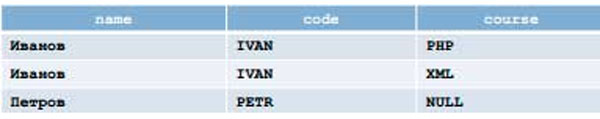 name code course
Иванов IVAN PHP
Иванов IVAN XML
Петров PETR NULL